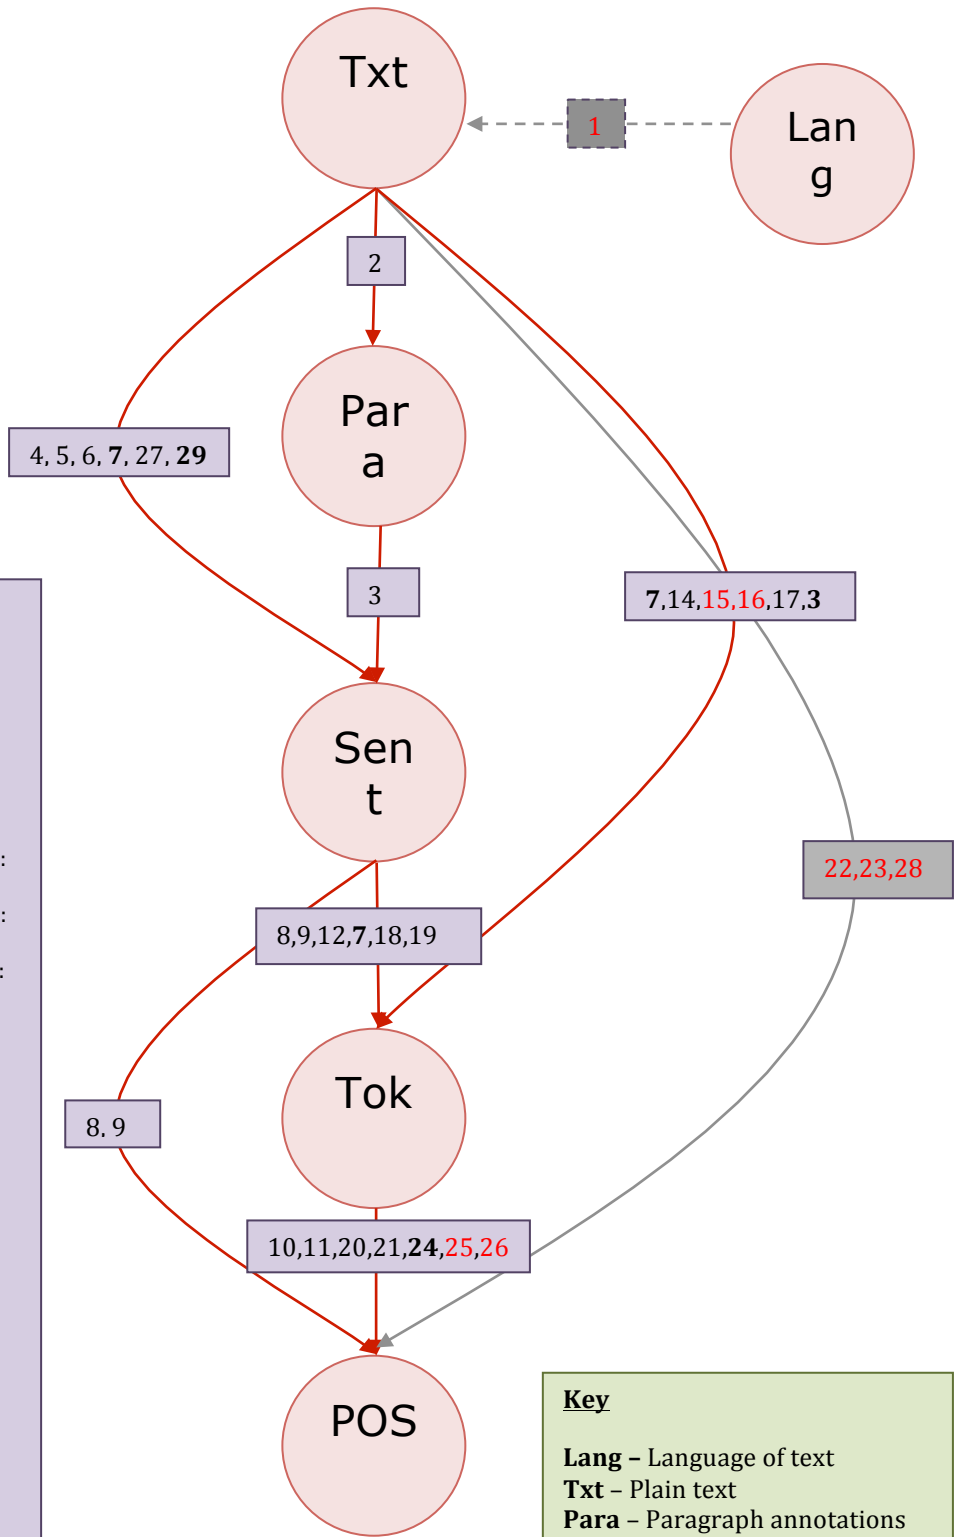 Txt
1
Lan
g
2
Par
a
4, 5, 6, 7, 27, 29
3
7,14,15,16,17,3
Sen
t
:
22,23,28
:
8,9,12,7,18,19
:
Tok
8, 9
10,11,20,21,24,25,26
POS
Key
Lang – Language of text
Txt – Plain text
Para – Paragraph annotations